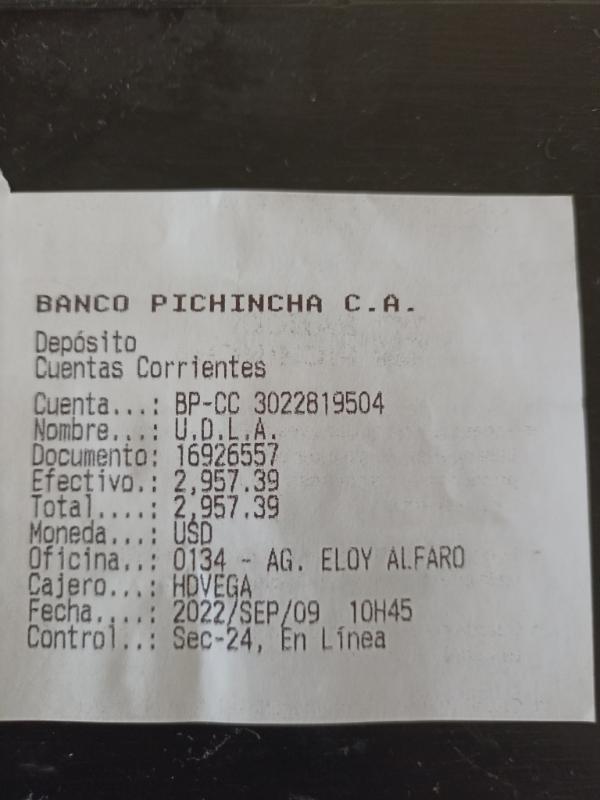 BANCO PICHINCHA C.A.
Depósito
Cuentas Corrientes
Cuenta...: BP-CC 3022819504
Nombre...: U.D.L.A.
Documento: 16926557
Efectivo.: 2,957.39
Total....: 2,957.39
Moneda...: USD
Oficina..: 0134 - AG. ELOY ALFARO
Cajero...: HDVEGA
Fecha....: 2022/SEP/09 10H45
Control..: Sec-24, En Línea